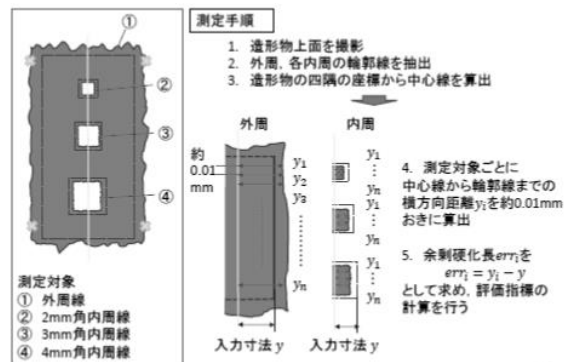 ①
②
③
④
測定対象
① 外周線
② 2mm角内周線
③ 3mm角内周線
④ 4mm角内周線
測定手順
1. 造形物上面を撮影
2. 外周, 各内周の輪郭線を抽出
3. 造形物の四隅の座標から中心線を算出
外周
内周
約
0.01
mm
y₁
y₂
y₃
yₙ
入力寸法 y
y₁
yₙ
y₁
yₙ
y₁
yₙ
入力寸法 y
4. 測定対象ごとに
中心線から輪郭線までの
横方向距離yᵢを約0.01mm
おきに算出
5. 余剰硬化長errᵢを
errᵢ = yᵢ − y
として求め, 評価指標の
計算を行う